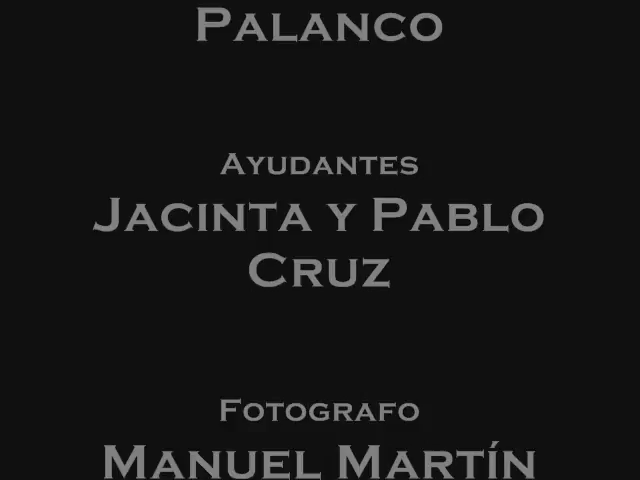 Palanco
Ayudantes
Jacinta y Pablo
Cruz
Fotografo
Manuel Martín